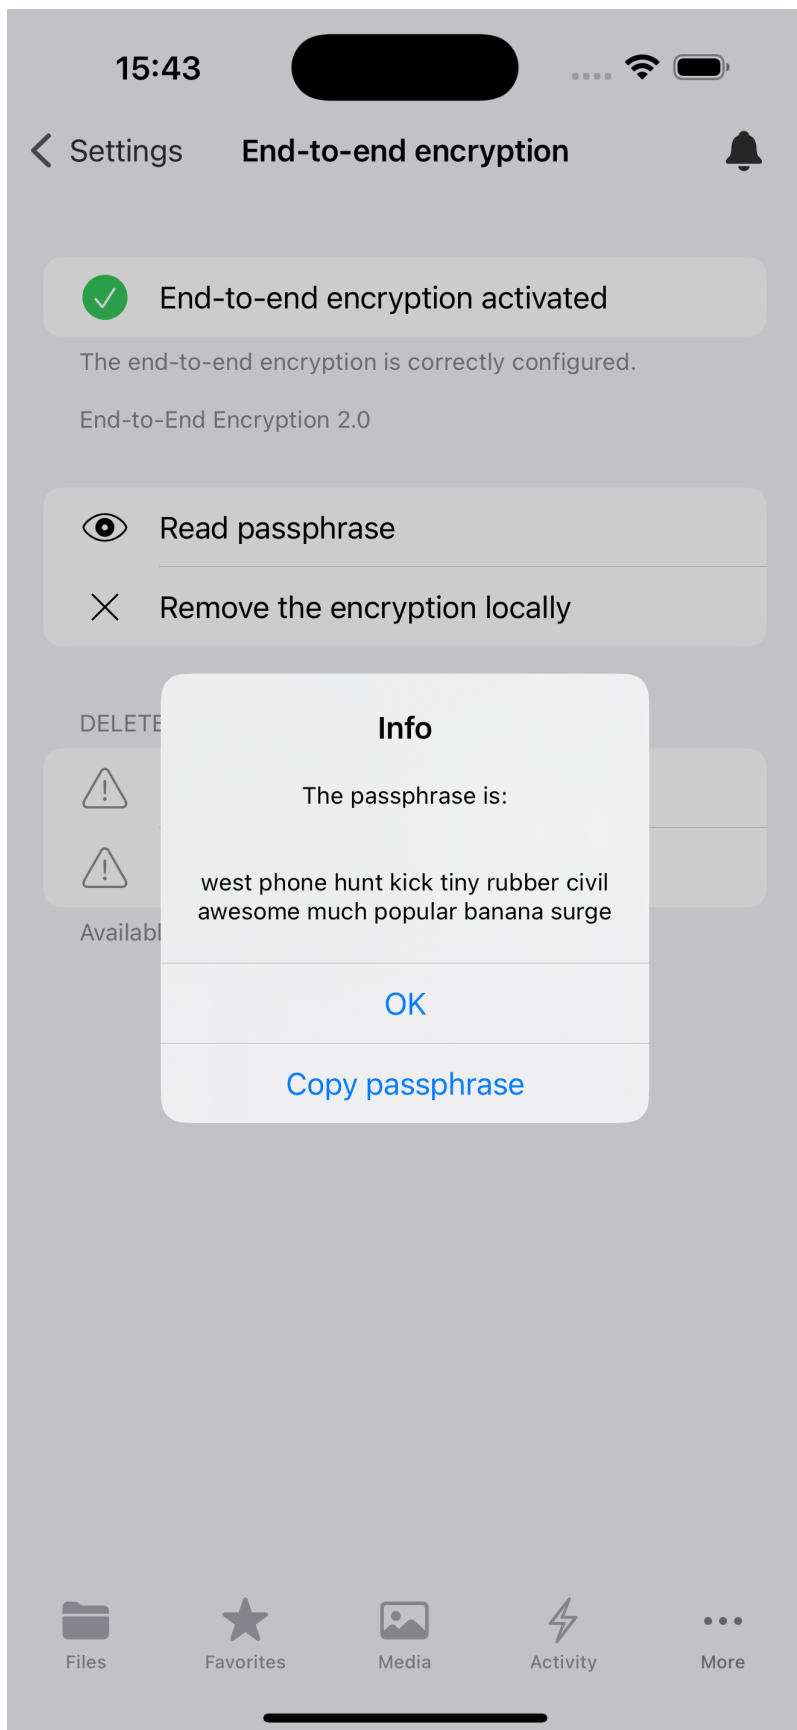 15:43
Settings
End-to-end encryption
End-to-end encryption activated
The end-to-end encryption is correctly configured.
End-to-End Encryption 2.0
Read passphrase
Remove the encryption locally
DELETE
Info
The passphrase is:
west phone hunt kick tiny rubber civil
awesome much popular banana surge
OK
Copy passphrase
Files
Favorites
Media
Activity
More